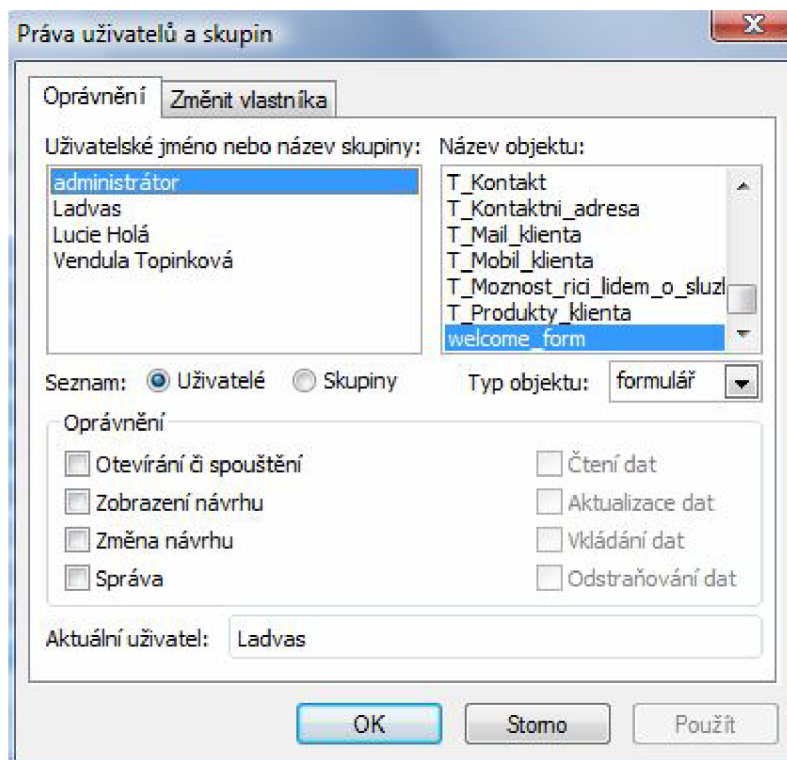 Práva uživatelů a skupin
Oprávnění
Změnit vlastníka
Uživatelské jméno nebo název skupiny:
administrátor
Ladvas
Lucie Holá
Vendula Topinková
Název objektu:
T_Kontakt
T_Kontaktni_adresa
T_Mail_klienta
T_Mobil_klienta
T_Moznost_rici_lidem_o_sluzl
T_Produkty_klienta
welcome_form
Seznam: Uživatelé Skupiny
Typ objektu: formulář
Oprávnění
Otevírání či spouštění
Zobrazení návrhu
Změna návrhu
Správa
Čtení dat
Aktualizace dat
Vkládání dat
Odstraňování dat
Aktuální uživatel: Ladvas
OK Storno Použít